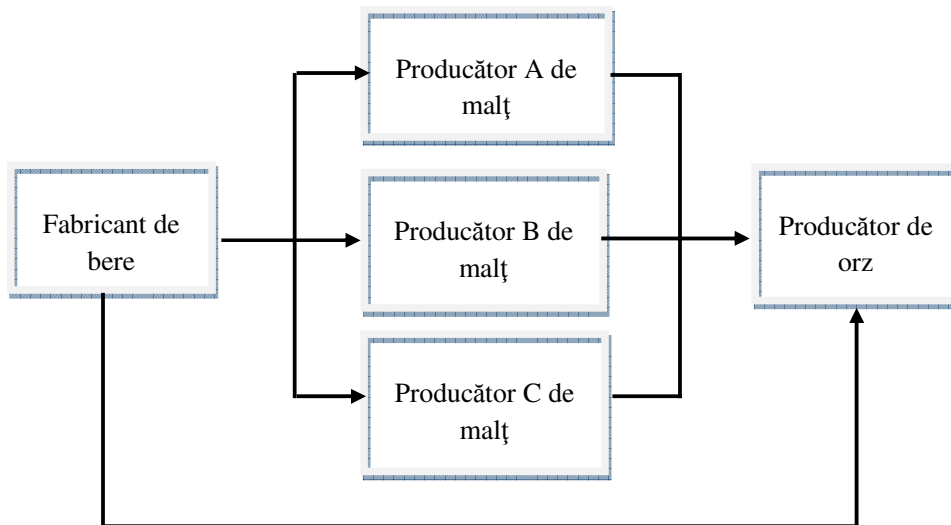 Producător A de
malţ
Fabricant de
bere
Producător B de
malţ
Producător de
orz
Producător C de
malţ